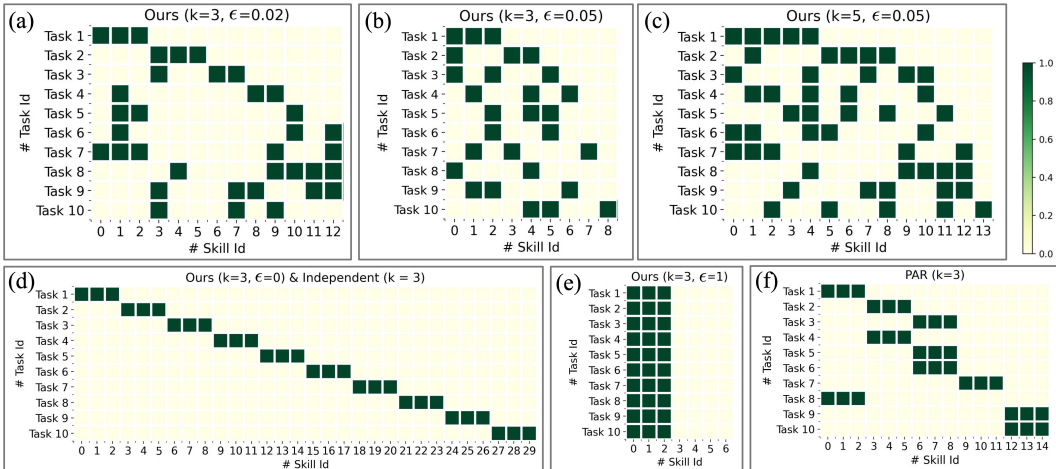 (a)
Ours (k=3, ϵ=0.02)
Task 1
Task 2
Task 3
Task 4
Task 5
Task 6
Task 7
Task 8
Task 9
Task 10
# Task Id
0 1 2 3 4 5 6 7 8 9 10 11 12
# Skill Id
(b)
Ours (k=3, ϵ=0.05)
Task 1
Task 2
Task 3
Task 4
Task 5
Task 6
Task 7
Task 8
Task 9
Task 10
# Task Id
0 1 2 3 4 5 6 7 8
# Skill Id
(c)
Ours (k=5, ϵ=0.05)
Task 1
Task 2
Task 3
Task 4
Task 5
Task 6
Task 7
Task 8
Task 9
Task 10
# Task Id
0 1 2 3 4 5 6 7 8 9 10 11 12 13
# Skill Id
1.0
0.8
0.6
0.4
0.2
0.0
(d)
Ours (k=3, ϵ=0) & Independent (k = 3)
Task 1
Task 2
Task 3
Task 4
Task 5
Task 6
Task 7
Task 8
Task 9
Task 10
# Task Id
0 1 2 3 4 5 6 7 8 9 10 11 12 13 14 15 16 17 18 19 20 21 22 23 24 25 26 27 28 29
# Skill Id
(e)
Ours (k=3, ϵ=1)
Task 1
Task 2
Task 3
Task 4
Task 5
Task 6
Task 7
Task 8
Task 9
Task 10
# Task Id
0 1 2 3 4 5 6
# Skill Id
(f)
PAR (k=3)
Task 1
Task 2
Task 3
Task 4
Task 5
Task 6
Task 7
Task 8
Task 9
Task 10
# Task Id
0 1 2 3 4 5 6 7 8 9 10 11 12 13 14
# Skill Id